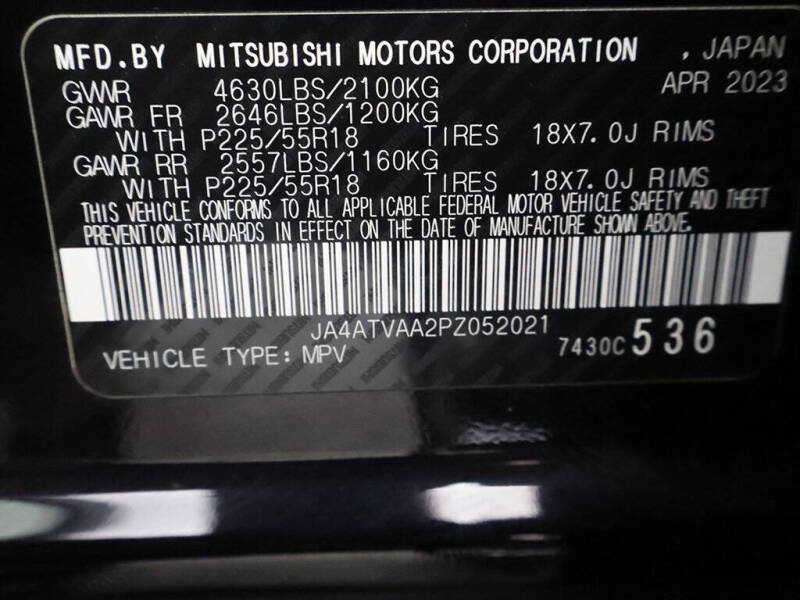 MFD.BY MITSUBISHI MOTORS CORPORATION , JAPAN
GVWR 4630LBS/2100KG APR 2023
GAWR FR 2646LBS/1200KG
WITH P225/55R18 TIRES 18X7.0J RIMS
GAWR RR 2557LBS/1160KG
WITH P225/55R18 TIRES 18X7.0J RIMS
THIS VEHICLE CONFORMS TO ALL APPLICABLE FEDERAL MOTOR VEHICLE SAFETY AND THEFT
PREVENTION STANDARDS IN EFFECT ON THE DATE OF MANUFACTURE SHOWN ABOVE.
JA4ATVAA2PZ052021
VEHICLE TYPE: MPV 7430C 536